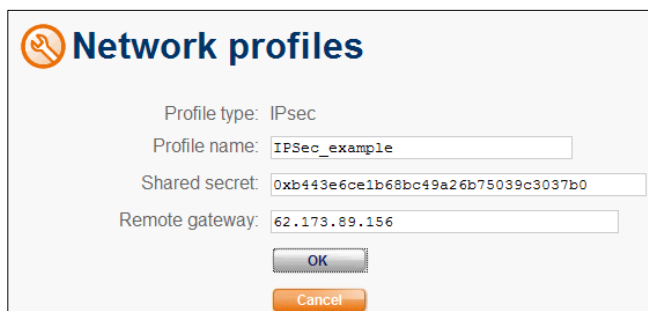 Network profiles
Profile type: IPsec
Profile name: IPSec_example
Shared secret: 0xb443e6ce1b68bc49a26b75039c3037b0
Remote gateway: 62.173.89.156
OK
Cancel